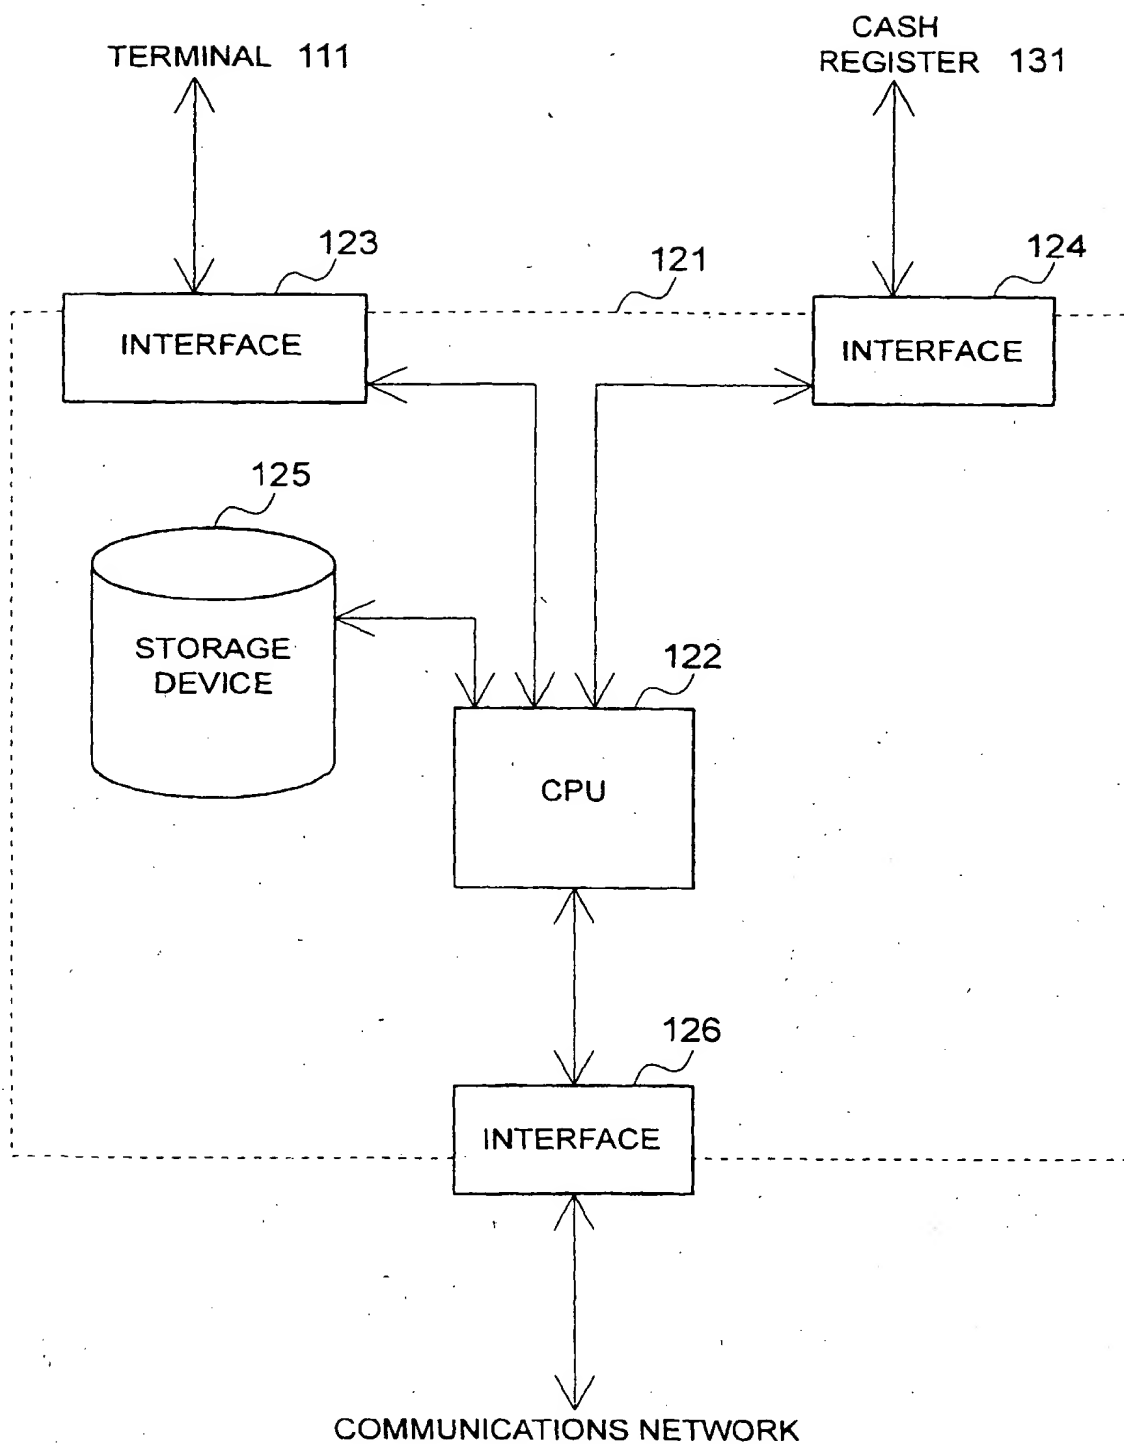 TERMINAL 111
CASH
REGISTER 131
123
121
124
INTERFACE
INTERFACE
125
STORAGE
DEVICE
122
CPU
126
INTERFACE
COMMUNICATIONS NETWORK